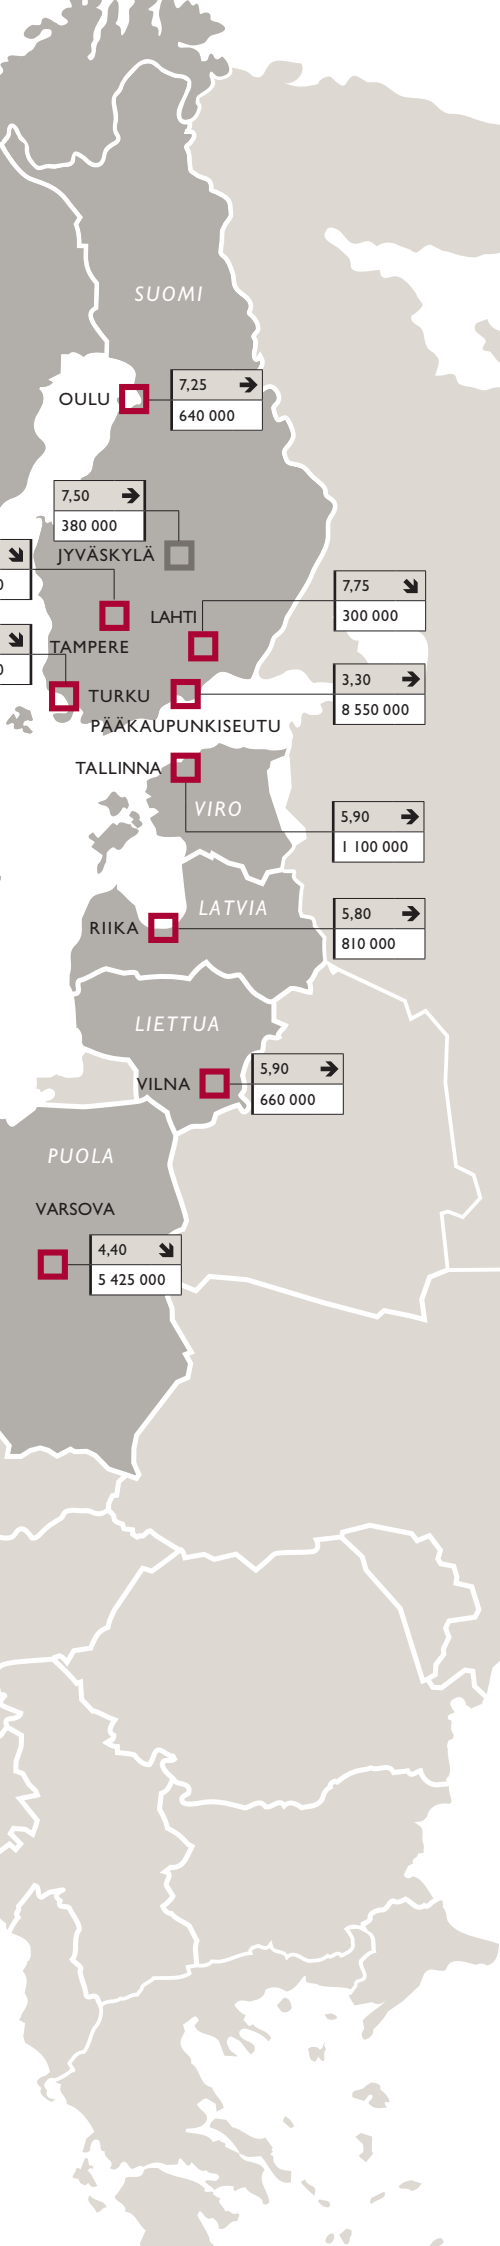 SUOMI
OULU
7,25
640 000
7,50
380 000
JYVÄSKYLÄ
0
LAHTI
7,75
300 000
TAMPERE
0
TURKU
3,30
8 550 000
PÄÄKAUPUNKISEUTU
TALLINNA
VIRO
5,90
1 100 000
LATVIA
RIIKA
5,80
810 000
LIETTUA
VILNA
5,90
660 000
PUOLA
VARSOVA
4,40
5 425 000